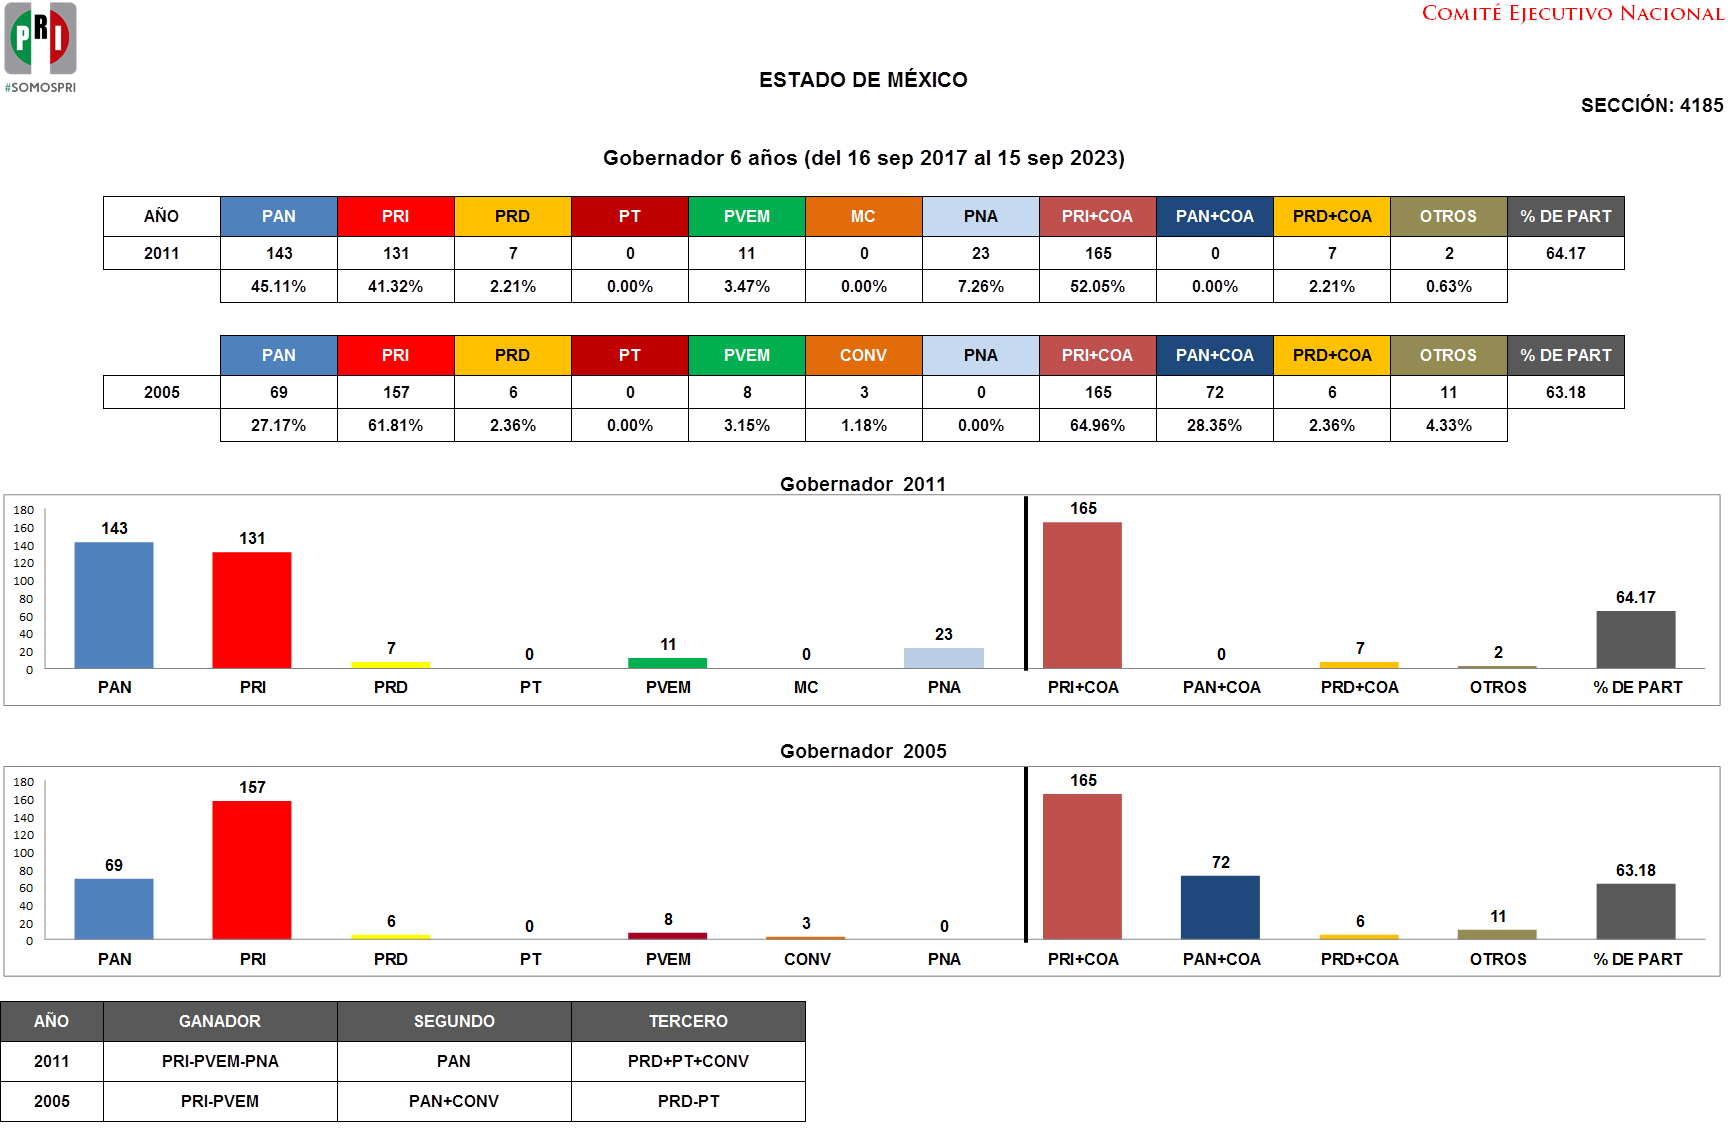 PRI
#SOMOSPRI
COMITÉ EJECUTIVO NACIONAL
ESTADO DE MÉXICO
SECCIÓN: 4185
Gobernador 6 años (del 16 sep 2017 al 15 sep 2023)
AÑO PAN PRI PRD PT PVEM MC PNA PRI+COA PAN+COA PRD+COA OTROS % DE PART
2011 143 131 7 0 11 0 23 165 0 7 2 64.17
45.11% 41.32% 2.21% 0.00% 3.47% 0.00% 7.26% 52.05% 0.00% 2.21% 0.63%
PAN PRI PRD PT PVEM CONV PNA PRI+COA PAN+COA PRD+COA OTROS % DE PART
2005 69 157 6 0 8 3 0 165 72 6 11 63.18
27.17% 61.81% 2.36% 0.00% 3.15% 1.18% 0.00% 64.96% 28.35% 2.36% 4.33%
Gobernador 2011
180
160
140
120
100
80
60
40
20
0
143 131 7 0 11 0 23 165 0 7 2 64.17
PAN PRI PRD PT PVEM MC PNA PRI+COA PAN+COA PRD+COA OTROS % DE PART
Gobernador 2005
180
160
140
120
100
80
60
40
20
0
69 157 6 0 8 3 0 165 72 6 11 63.18
PAN PRI PRD PT PVEM CONV PNA PRI+COA PAN+COA PRD+COA OTROS % DE PART
AÑO GANADOR SEGUNDO TERCERO
2011 PRI-PVEM-PNA PAN PRD+PT+CONV
2005 PRI-PVEM PAN+CONV PRD-PT